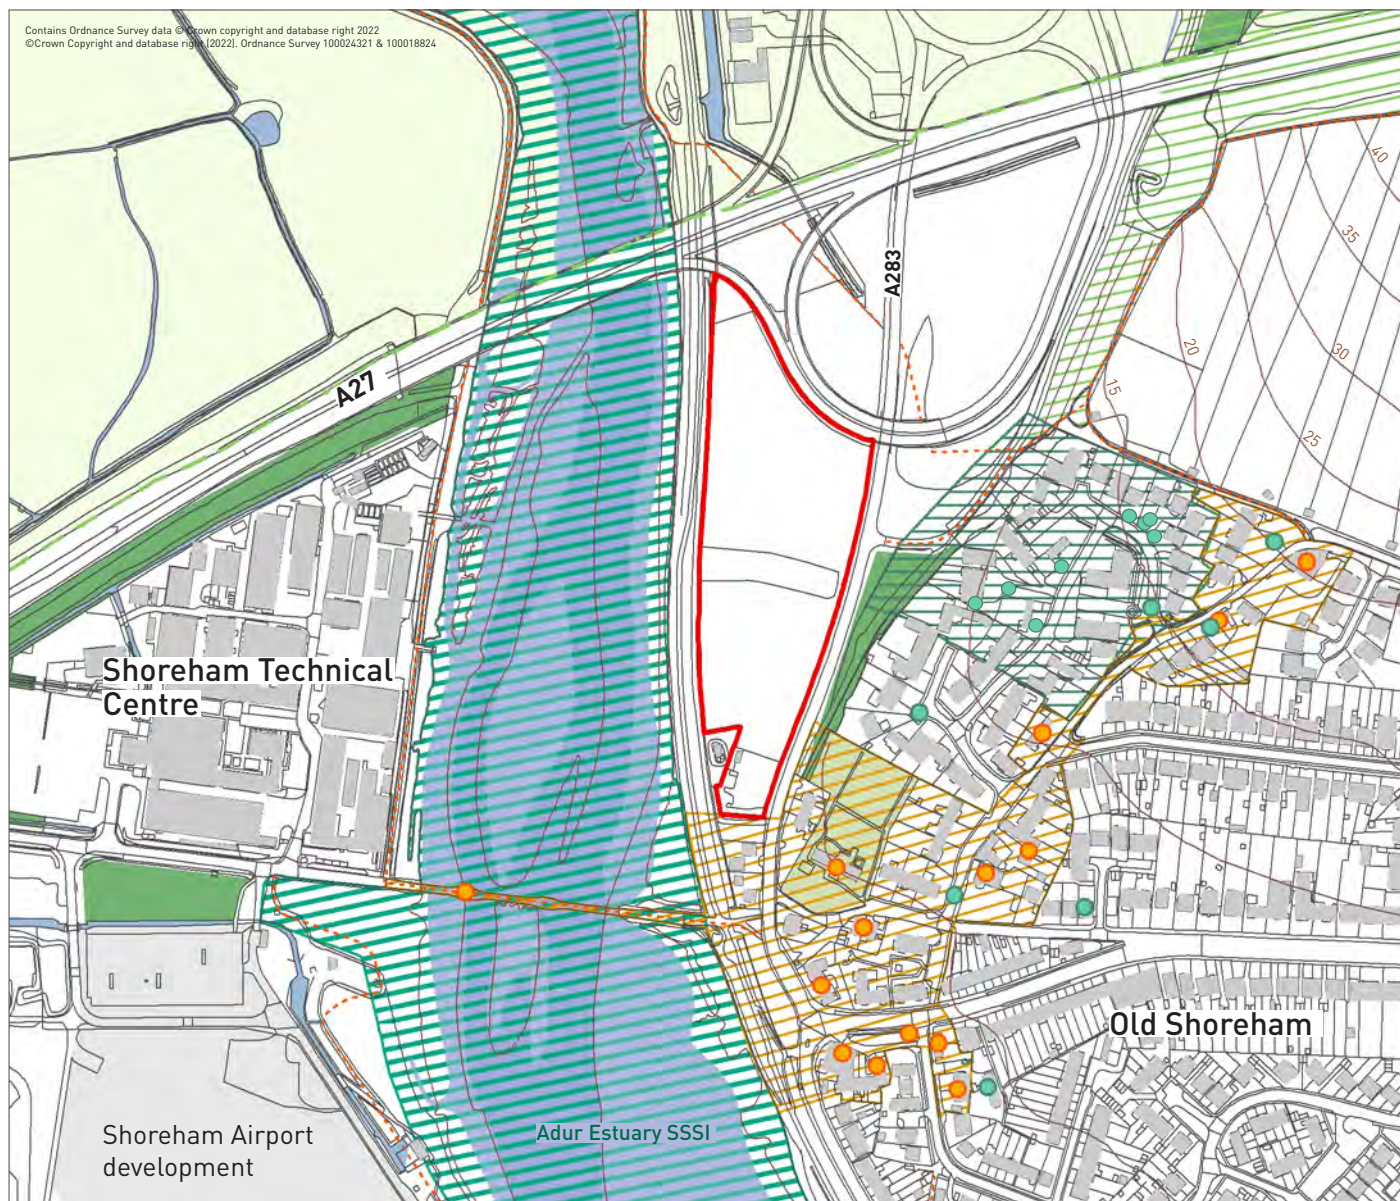 Contains Ordnance Survey data © Crown copyright and database right 2022
©Crown Copyright and database right (2022). Ordnance Survey 100024321 & 100018824
40
35
A283
30
20
15
A27
25
Shoreham Technical
Centre
Old Shoreham
Adur Estuary SSSI
Shoreham Airport
development